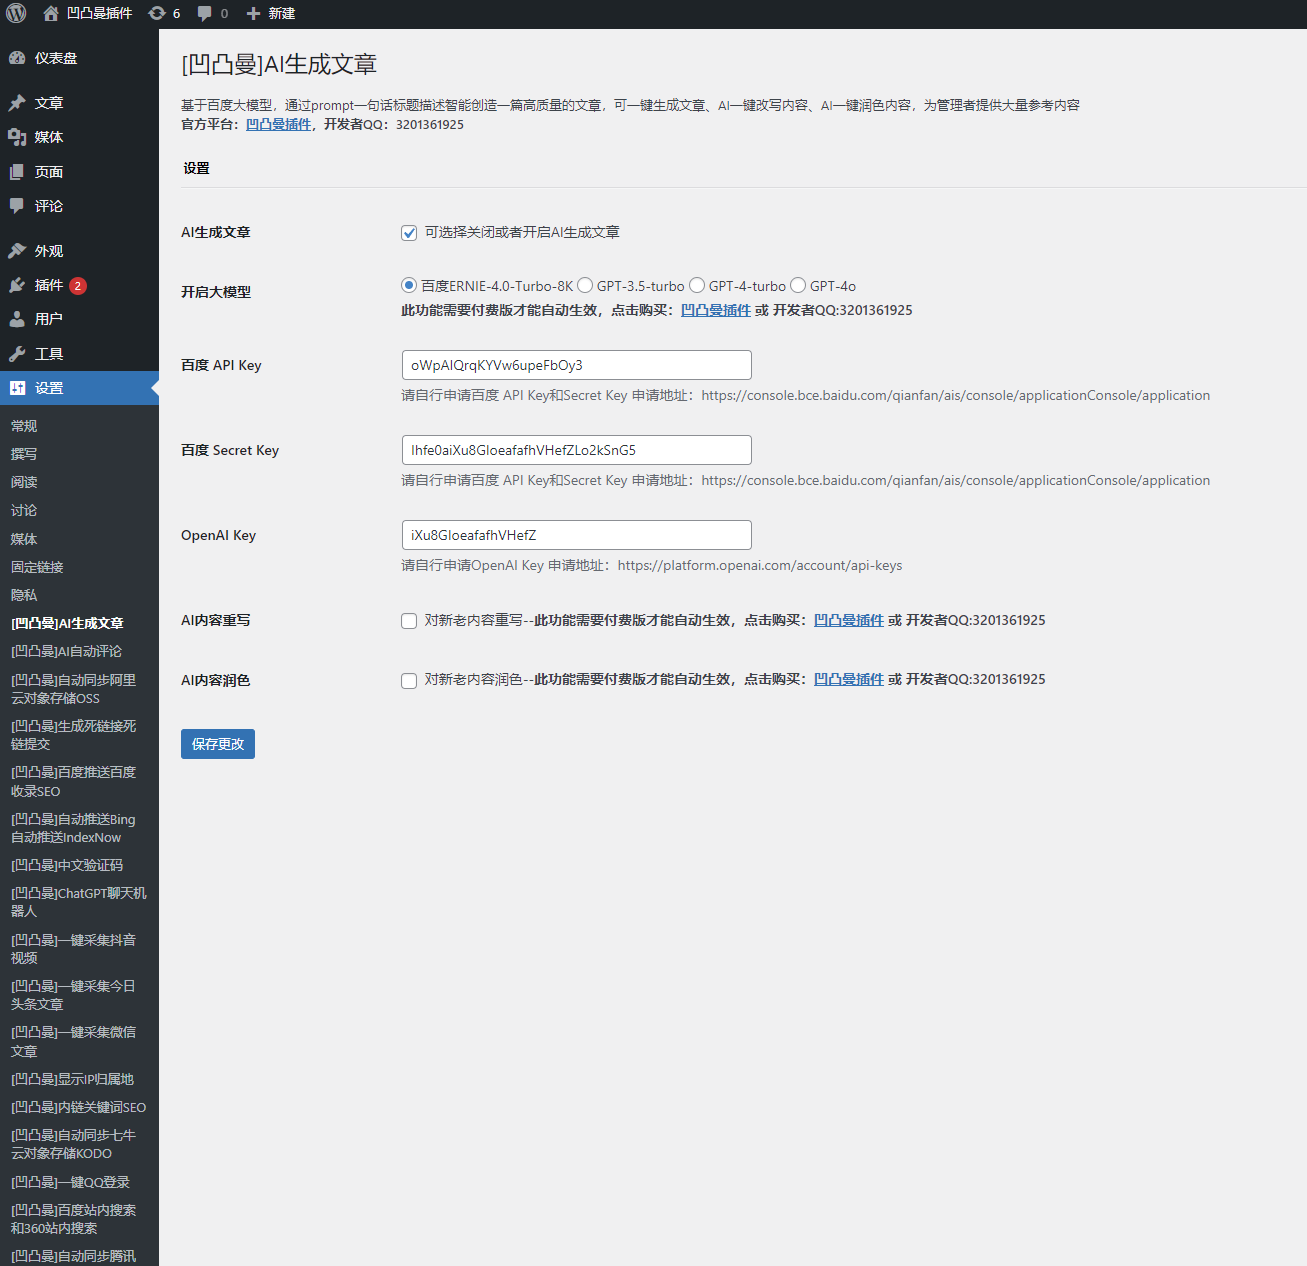 凹凸曼插件 6 0 新建
仪表盘
文章
媒体
页面
评论
外观
插件 2
用户
工具
设置
常规
撰写
阅读
讨论
媒体
固定链接
隐私
[凹凸曼]AI生成文章
[凹凸曼]AI自动评论
[凹凸曼]自动同步阿里
云对象存储OSS
[凹凸曼]生成死链接死
链提交
[凹凸曼]百度推送百度
收录SEO
[凹凸曼]自动推送Bing
自动推送IndexNow
[凹凸曼]中文验证码
[凹凸曼]ChatGPT聊天机
器人
[凹凸曼]一键采集抖音
视频
[凹凸曼]一键采集今日
头条文章
[凹凸曼]一键采集微信
文章
[凹凸曼]显示IP归属地
[凹凸曼]内链关键词SEO
[凹凸曼]自动同步七牛
云对象存储KODO
[凹凸曼]一键QQ登录
[凹凸曼]百度站内搜索
和360站内搜索
[凹凸曼]自动同步腾讯
[凹凸曼]AI生成文章
基于百度大模型，通过prompt一句话标题描述智能创造一篇高质量的文章，可一键生成文章、AI一键改写内容、AI一键润色内容，为管理者提供大量参考内容
官方平台：凹凸曼插件，开发者QQ：3201361925
设置
AI生成文章 可选择关闭或者开启AI生成文章
开启大模型 百度ERNIE-4.0-Turbo-8K GPT-3.5-turbo GPT-4-turbo GPT-4o
此功能需要付费版才能自动生效，点击购买：凹凸曼插件 或 开发者QQ:3201361925
百度 API Key oWpAIQrqKYVw6upeFbOy3
请自行申请百度 API Key和Secret Key 申请地址：https://console.bce.baidu.com/qianfan/ais/console/applicationConsole/application
百度 Secret Key Ihfe0aiXu8GIoeafafhVHefZLo2kSnG5
请自行申请百度 API Key和Secret Key 申请地址：https://console.bce.baidu.com/qianfan/ais/console/applicationConsole/application
OpenAI Key iXu8GIoeafafhVHefZ
请自行申请OpenAI Key 申请地址：https://platform.openai.com/account/api-keys
AI内容重写 对新老内容重写--此功能需要付费版才能自动生效，点击购买：凹凸曼插件 或 开发者QQ:3201361925
AI内容润色 对新老内容润色--此功能需要付费版才能自动生效，点击购买：凹凸曼插件 或 开发者QQ:3201361925
保存更改